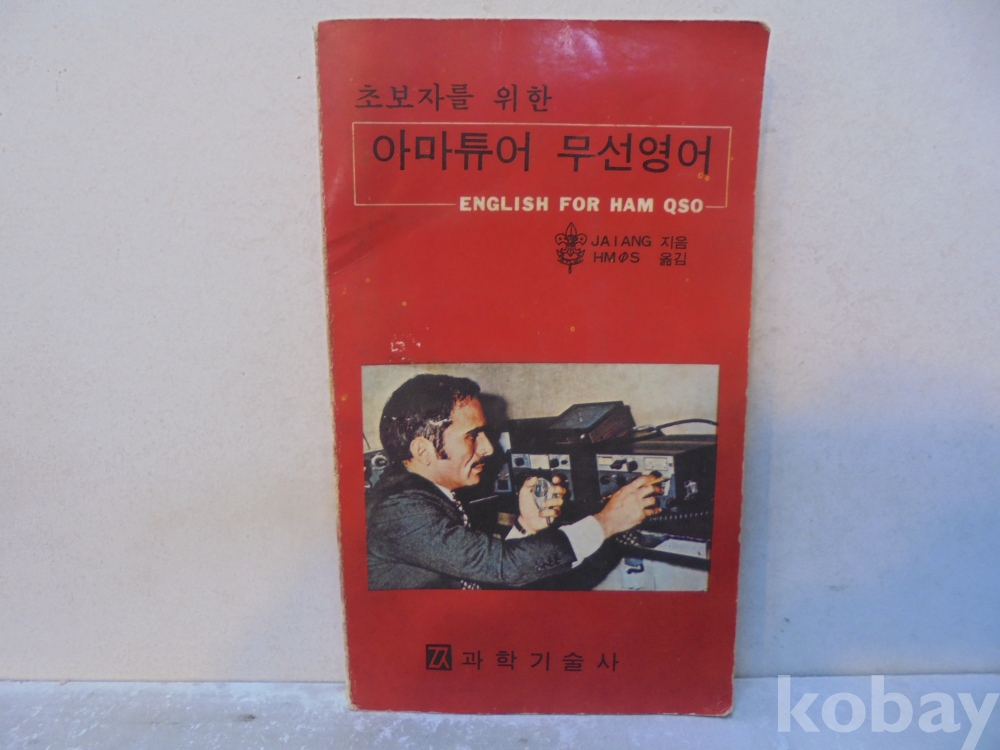 초보자를 위한
아마튜어 무선영어
ENGLISH FOR HAM QSO
JA1ANG 지음
HMΦS 옮김
과학기술사
kobay